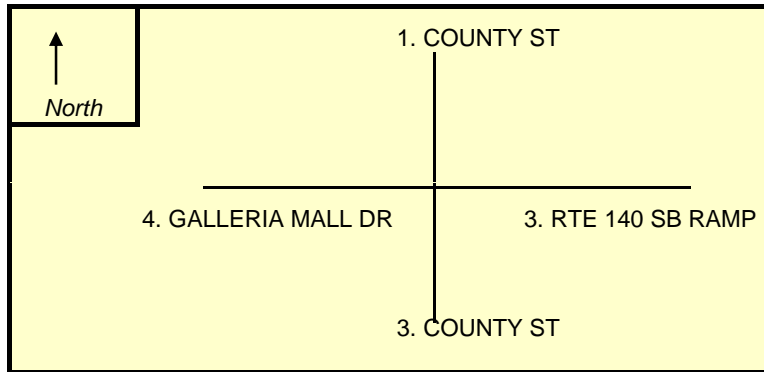 1. COUNTY ST
North
4. GALLERIA MALL DR
3. RTE 140 SB RAMP
3. COUNTY ST